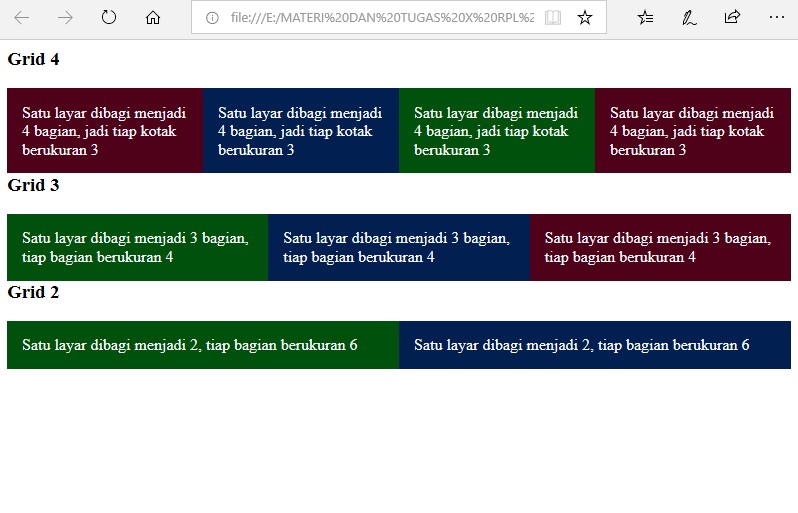 file:///E:/MATERI%20DAN%20TUGAS%20X%20RPL%2
Grid 4
Satu layar dibagi menjadi
4 bagian, jadi tiap kotak
berukuran 3
Satu layar dibagi menjadi
4 bagian, jadi tiap kotak
berukuran 3
Satu layar dibagi menjadi
4 bagian, jadi tiap kotak
berukuran 3
Satu layar dibagi menjadi
4 bagian, jadi tiap kotak
berukuran 3
Grid 3
Satu layar dibagi menjadi 3 bagian,
tiap bagian berukuran 4
Satu layar dibagi menjadi 3 bagian,
tiap bagian berukuran 4
Satu layar dibagi menjadi 3 bagian,
tiap bagian berukuran 4
Grid 2
Satu layar dibagi menjadi 2, tiap bagian berukuran 6
Satu layar dibagi menjadi 2, tiap bagian berukuran 6